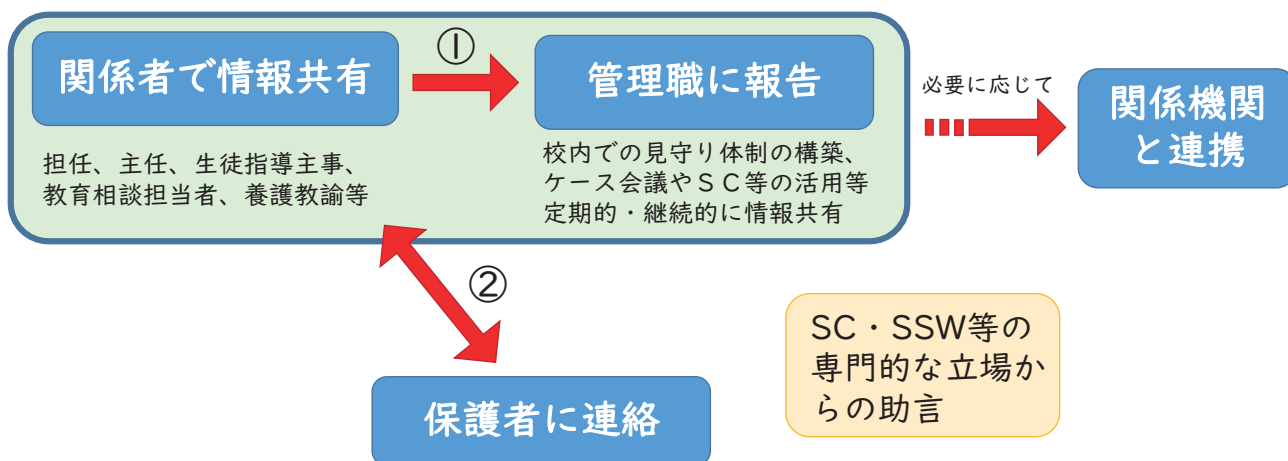 関係者で情報共有
①
管理職に報告
担任、主任、生徒指導主事、
教育相談担当者、養護教諭等
校内での見守り体制の構築、
ケース会議やＳＣ等の活用等
定期的・継続的に情報共有
必要に応じて
関係機関
と連携
②
保護者に連絡
SC・SSW等の
専門的な立場か
らの助言